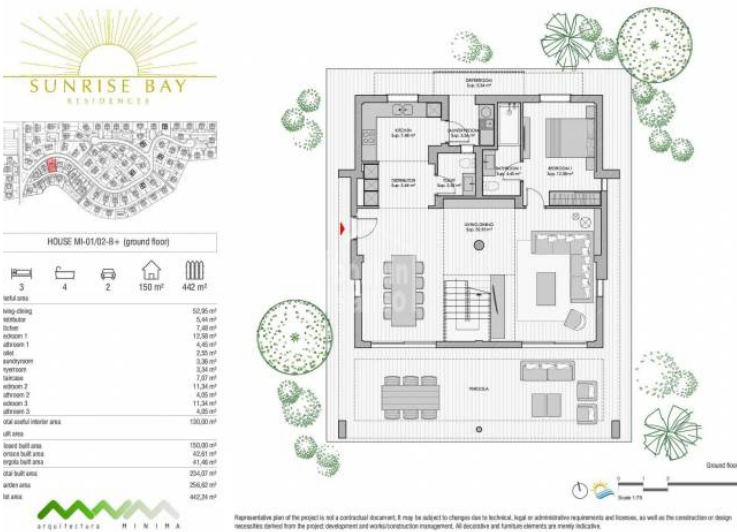 SUNRISE BAY
RESIDENCES
HOUSE MI-01/02-B+ (ground floor)
3 4 2 150 m² 442 m²
useful area
living-dining 52,95 m²
distributor 5,44 m²
kitchen 7,48 m²
bedroom 1 12,58 m²
bathroom 1 4,45 m²
toilet 2,55 m²
laundryroom 3,36 m²
dryerroom 3,34 m²
staircase 7,07 m²
bedroom 2 11,34 m²
bathroom 2 4,05 m²
bedroom 3 11,34 m²
bathroom 3 4,05 m²
total useful interior area 130,00 m²
built area
closed built area 150,00 m²
terrace built area 42,61 m²
pergola built area 41,46 m²
total built area 234,07 m²
garden area 256,62 m²
plot area 442,24 m²
arquitectura MINIMA
DRYERROOM
KITCHEN
LAUNDRYROOM
BATHROOM 1
BEDROOM 1
DISTRIBUTOR
TOILET
LIVING-DINING
PERGOLA
Ground floor
Scale 1:75
Representative plan of the project is not a contractual document. It may be subject to changes due to technical, legal or administrative requirements and licenses, as well as the construction or design
necessities derived from the project development and works/construction management. All decorative and furniture elements are merely indicative.